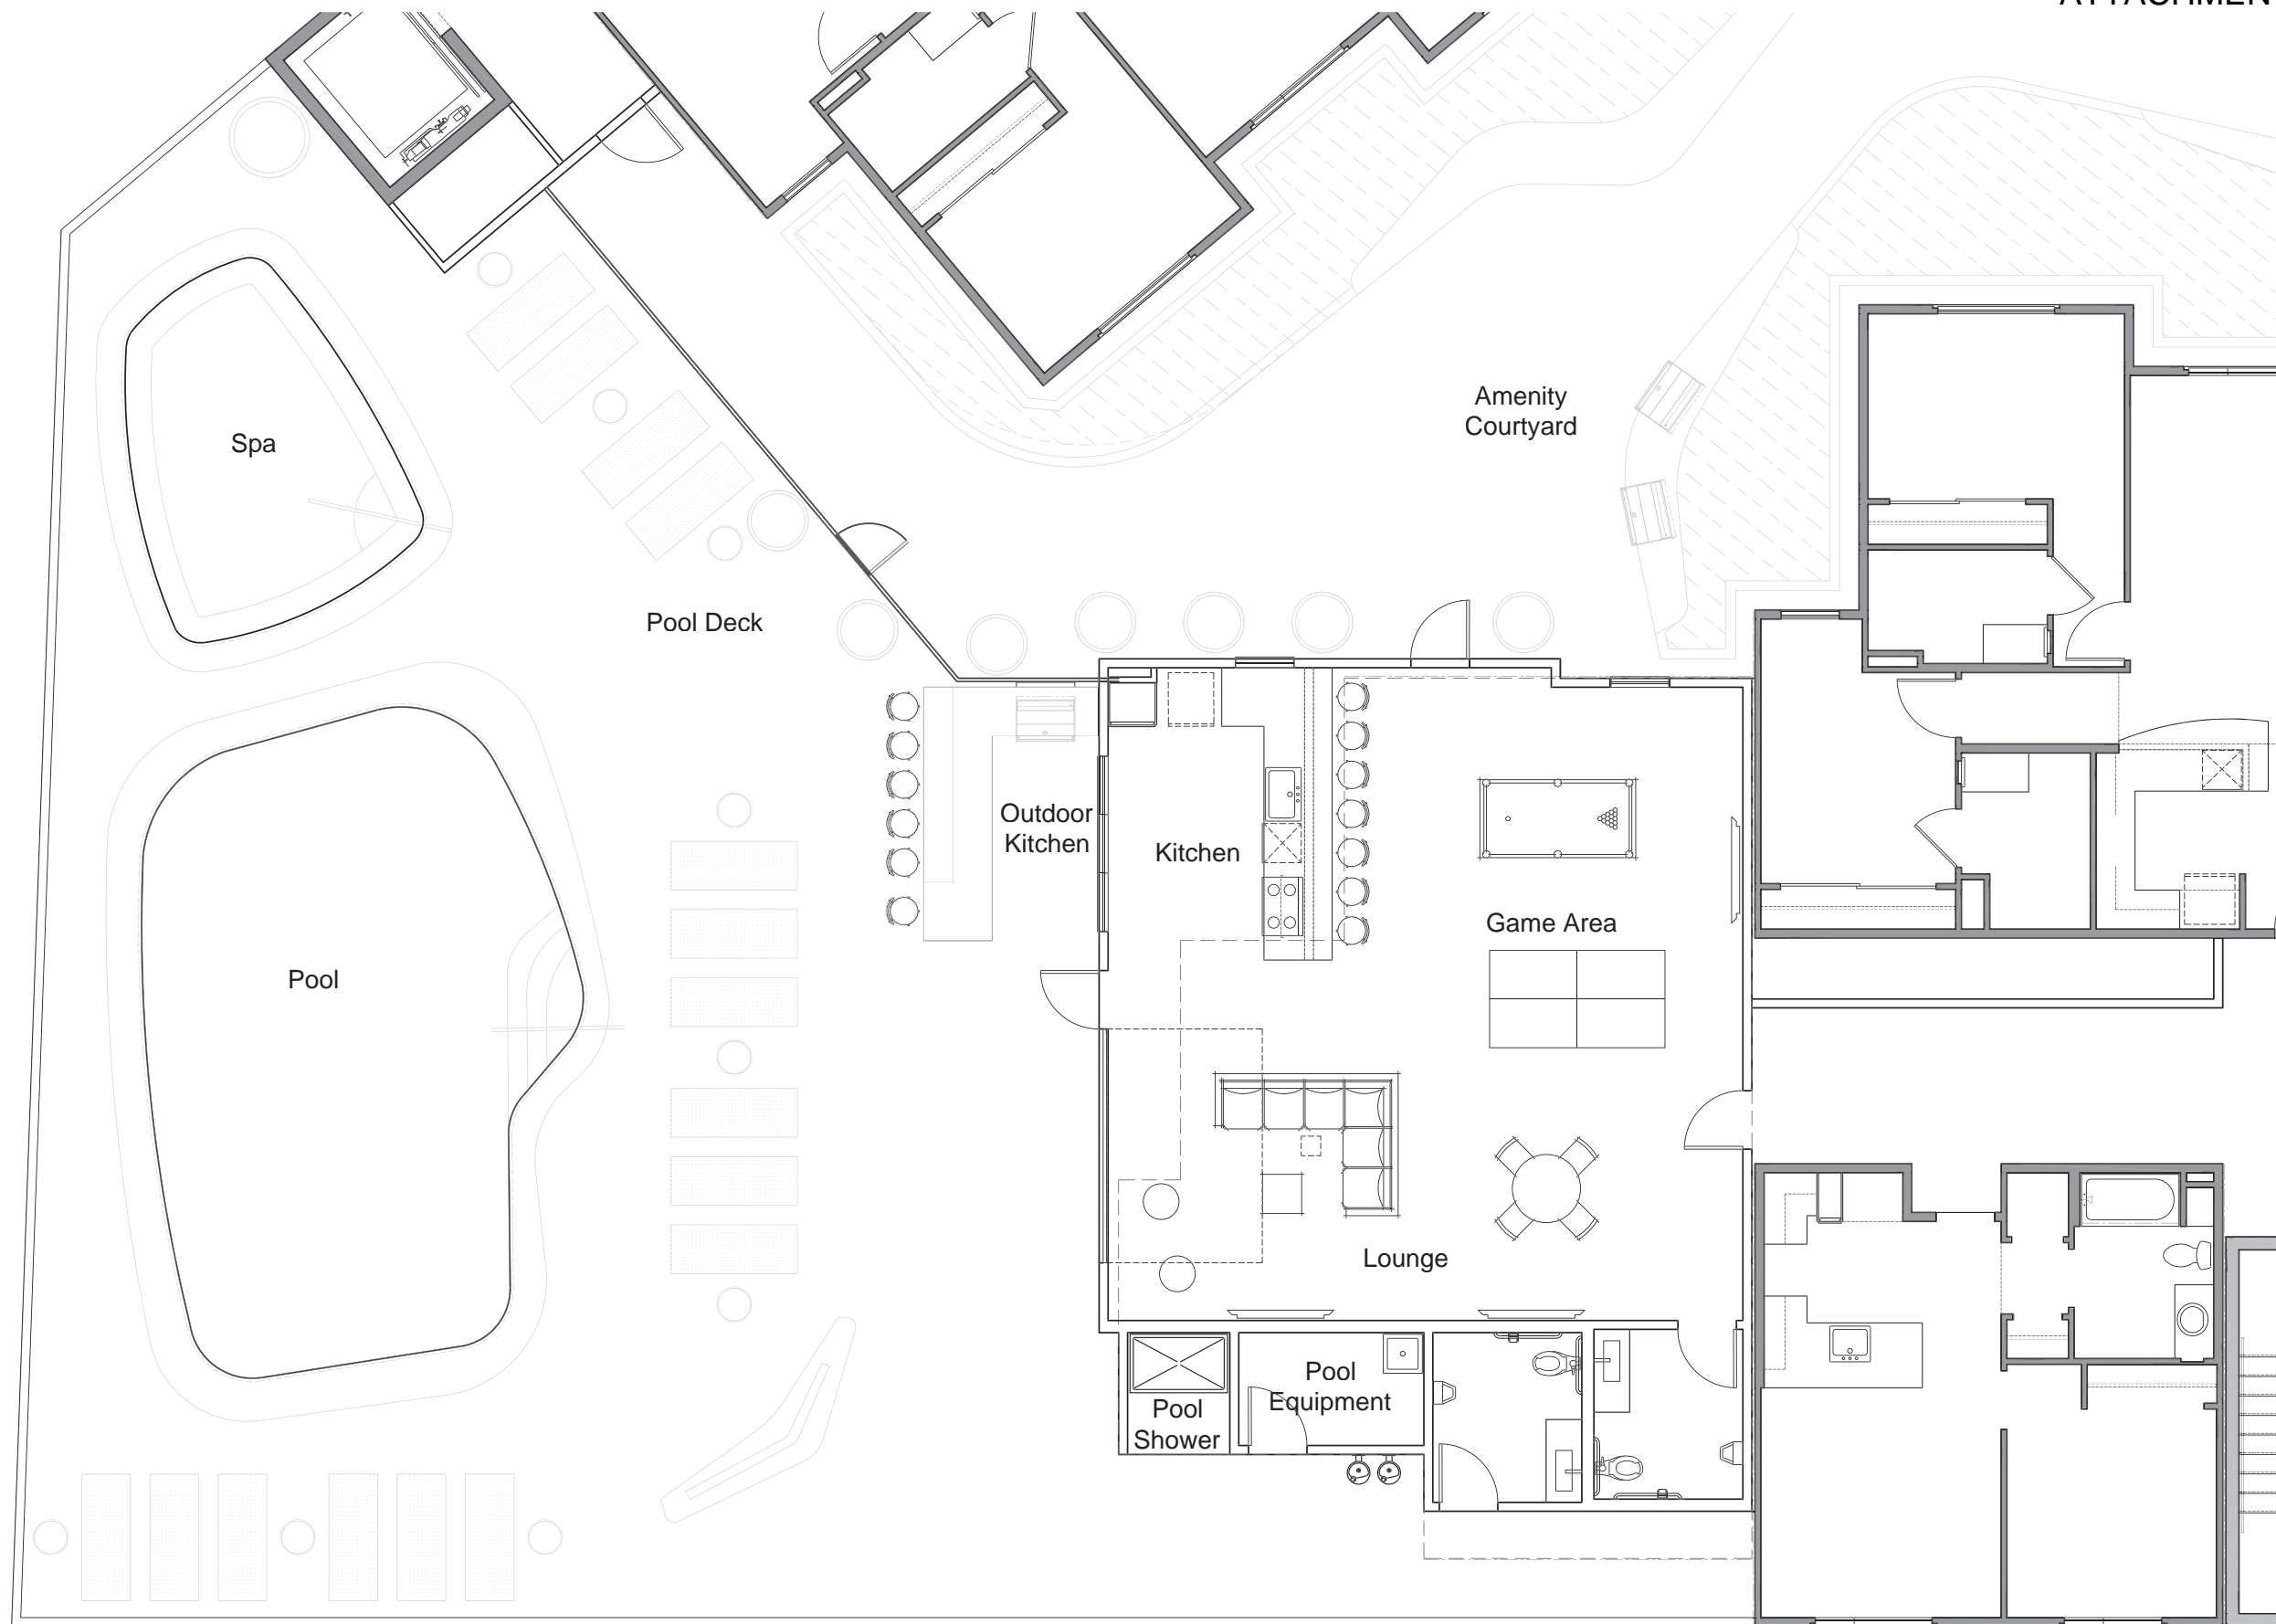 Amenity
Courtyard
Spa
Pool Deck
Outdoor
Kitchen
Kitchen
Game Area
Pool
Lounge
Pool
Equipment
Pool
Shower